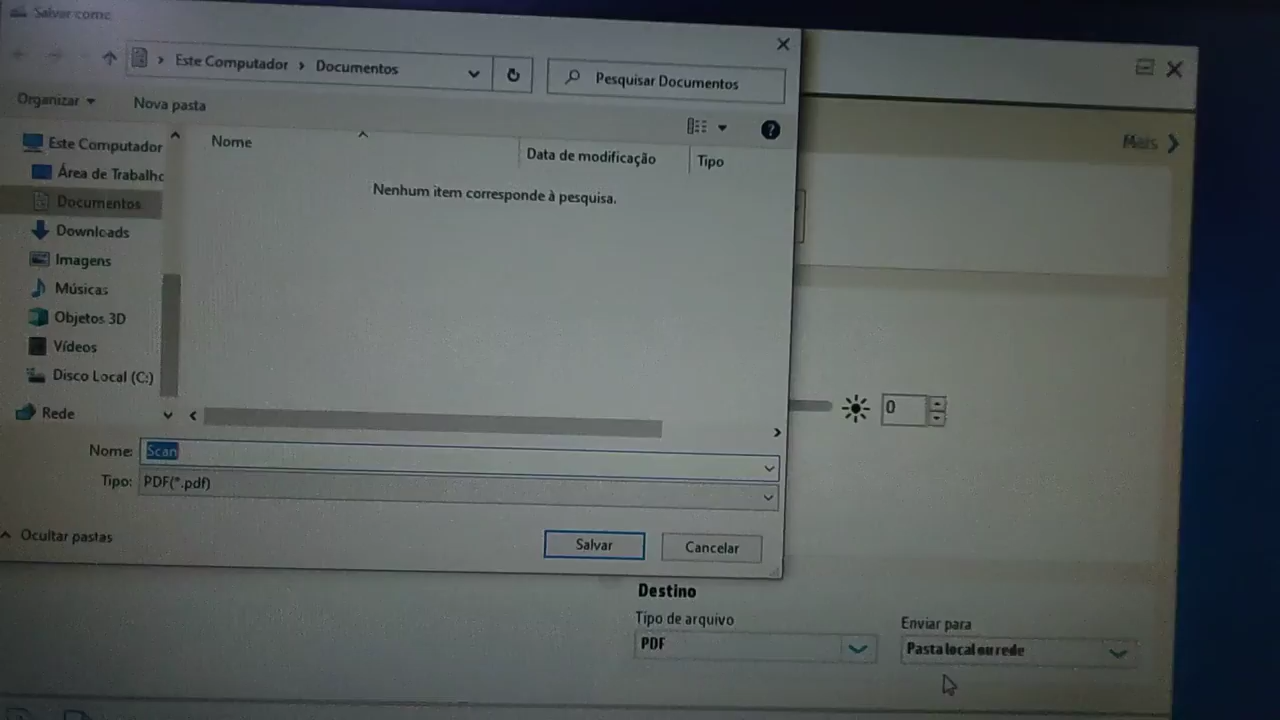 Salvar como
Este Computador > Documentos
Pesquisar Documentos
Organizar
Nova pasta
Mais
Este Computador
Nome
Data de modificação
Tipo
Área de Trabalho
Nenhum item corresponde à pesquisa.
Documentos
Downloads
Imagens
Músicas
Objetos 3D
Vídeos
Disco Local (C:)
Rede
0
Nome: Scan
Tipo: PDF(*.pdf)
Ocultar pastas
Salvar
Cancelar
Destino
Tipo de arquivo
Enviar para
PDF
Pasta local ou rede